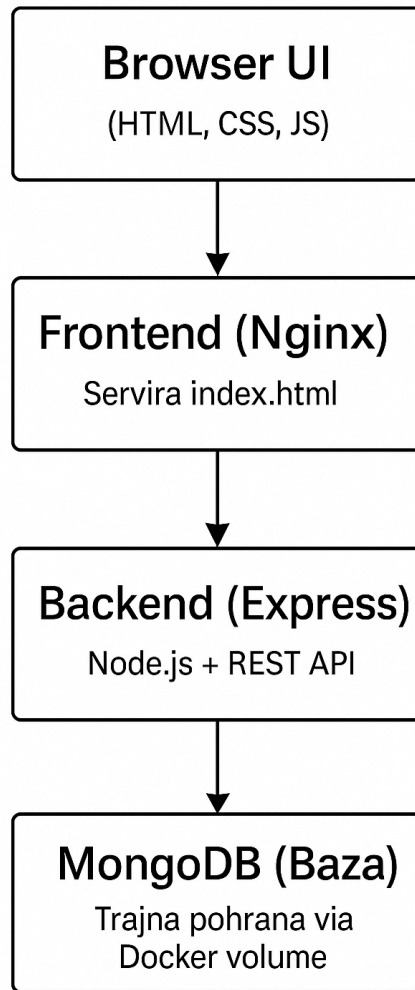 Browser UI
(HTML, CSS, JS)
Frontend (Nginx)
Servira index.html
Backend (Express)
Node.js + REST API
MongoDB (Baza)
Trajna pohrana via
Docker volume